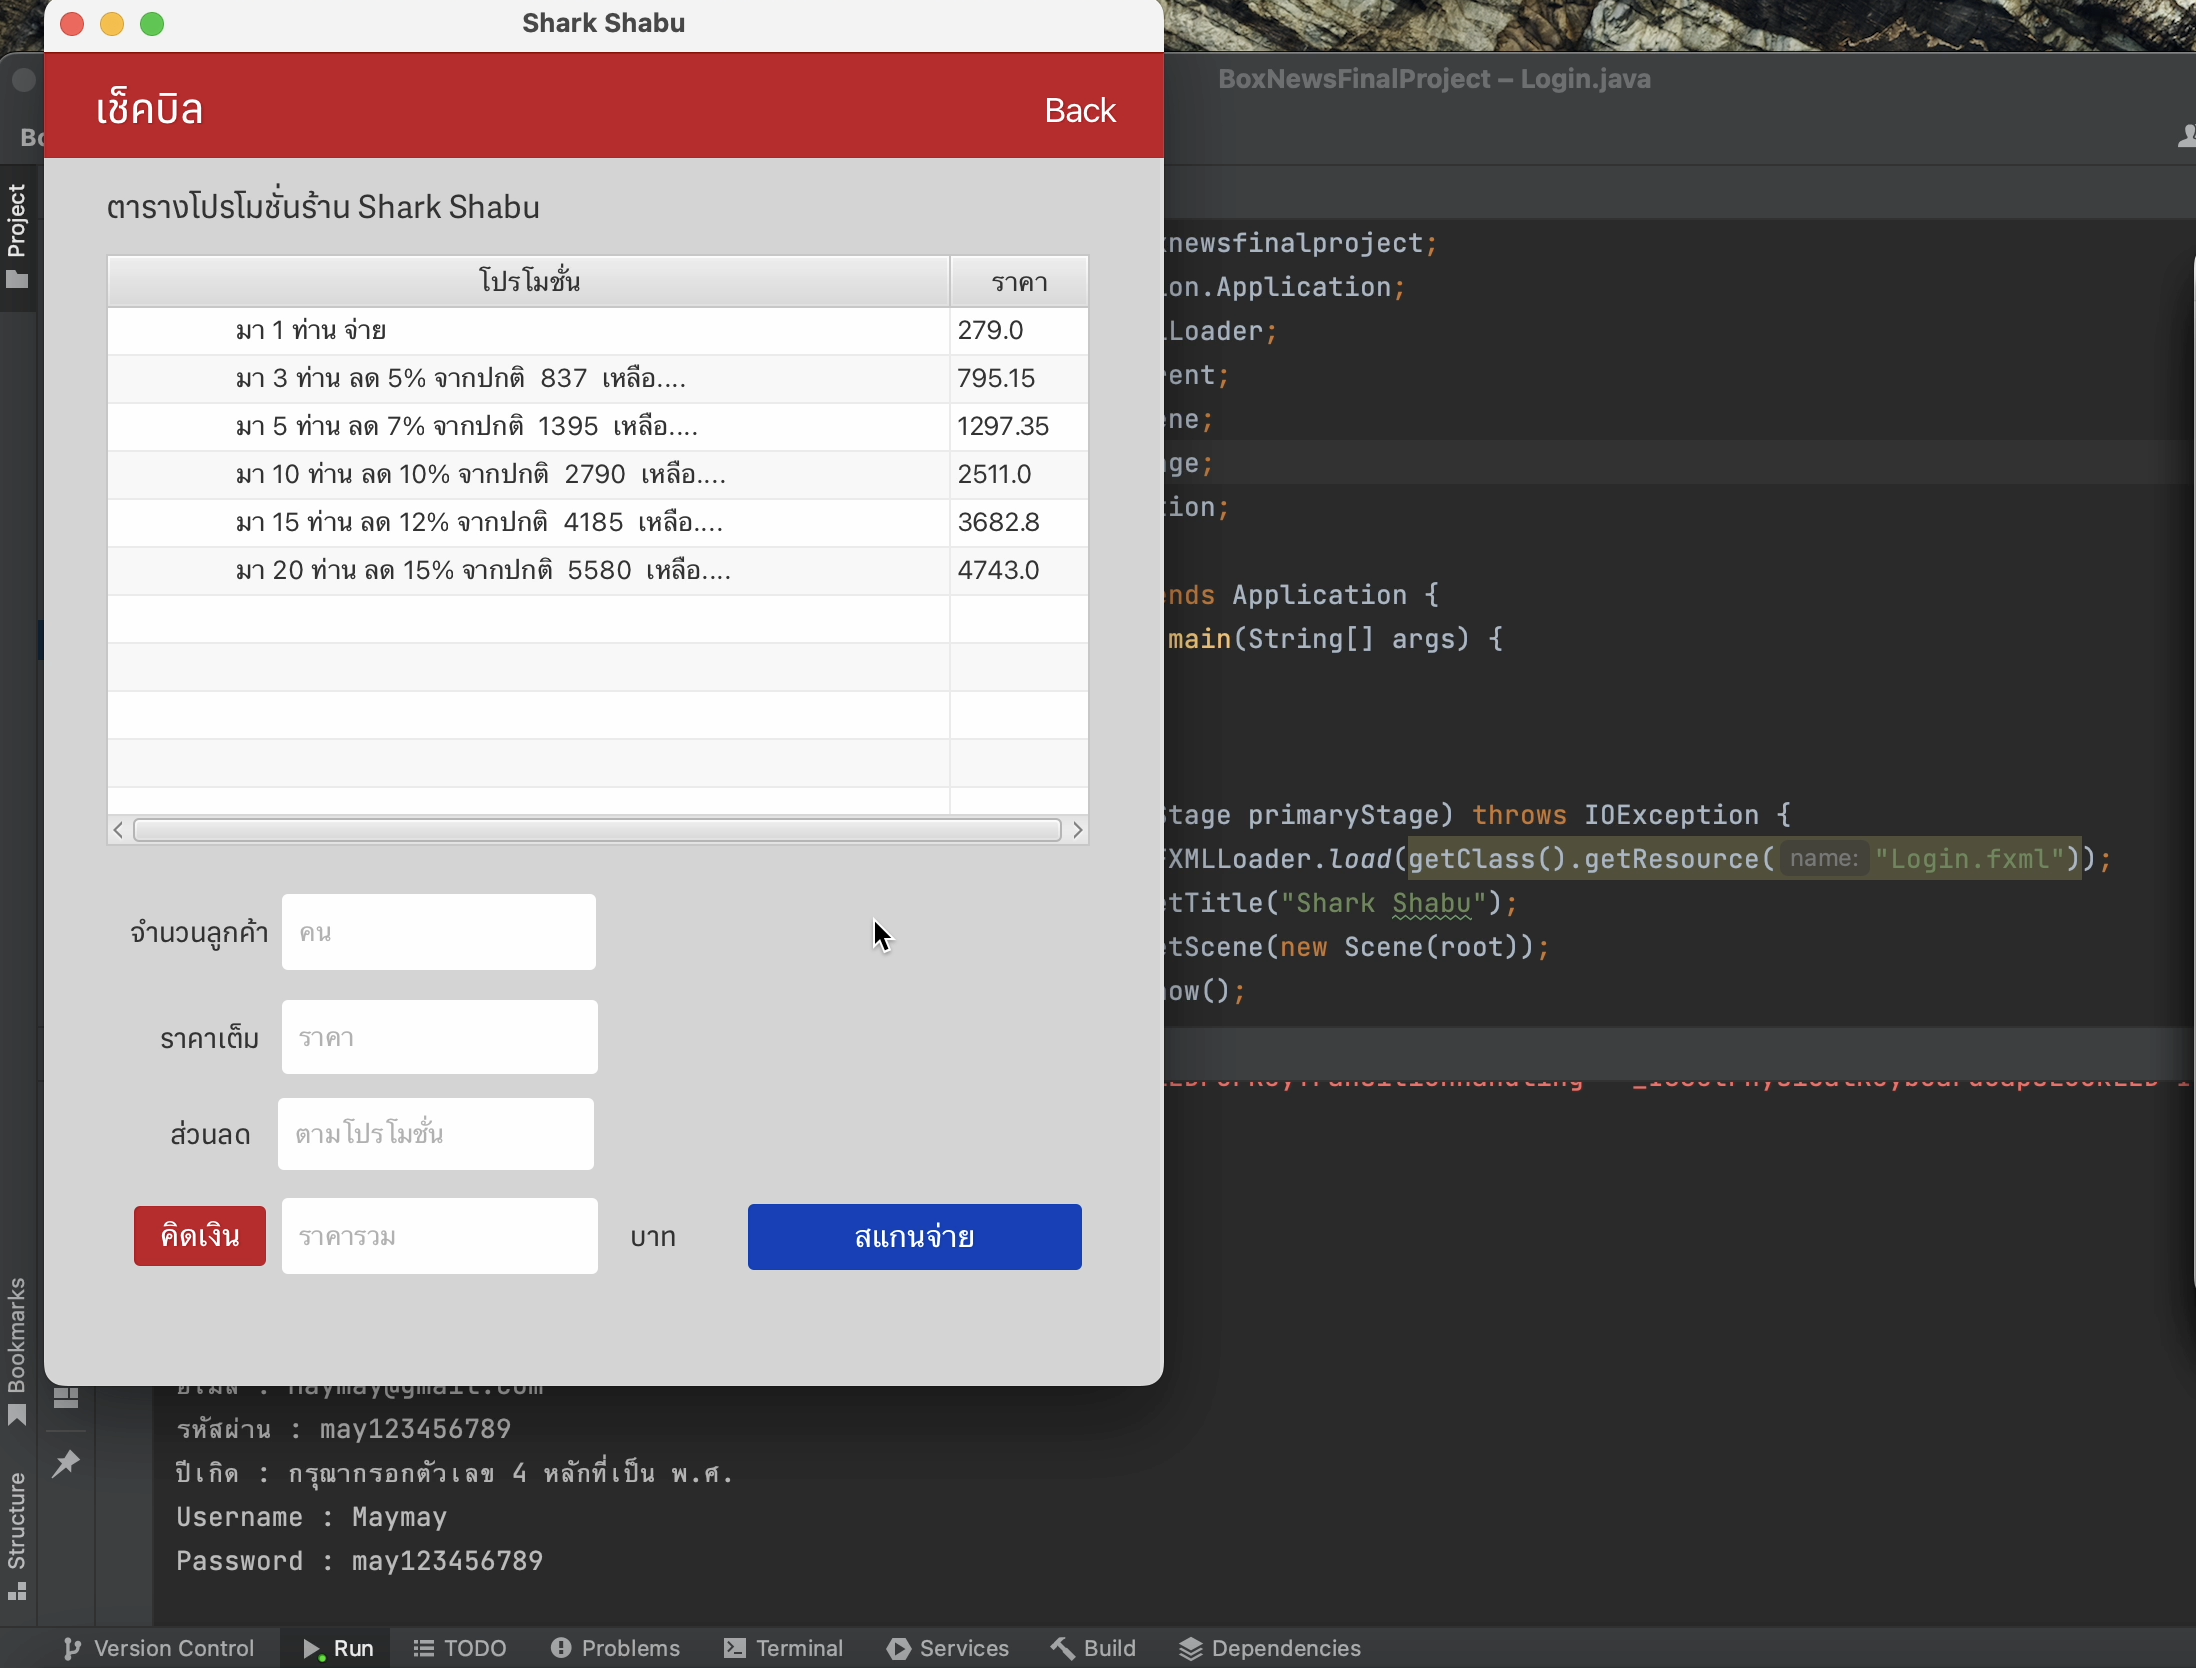 Shark Shabu
BoxNewsFinalProject – Login.java
เช็คบิล
Back
Project
ตารางโปรโมชั่นร้าน Shark Shabu
โปรโมชั่น ราคา
มา 1 ท่าน จ่าย 279.0
มา 3 ท่าน ลด 5% จากปกติ 837 เหลือ.... 795.15
มา 5 ท่าน ลด 7% จากปกติ 1395 เหลือ.... 1297.35
มา 10 ท่าน ลด 10% จากปกติ 2790 เหลือ.... 2511.0
มา 15 ท่าน ลด 12% จากปกติ 4185 เหลือ.... 3682.8
มา 20 ท่าน ลด 15% จากปกติ 5580 เหลือ.... 4743.0
จำนวนลูกค้า คน
ราคาเต็ม ราคา
ส่วนลด ตามโปรโมชั่น
คิดเงิน ราคารวม บาท สแกนจ่าย
newsfinalproject;
on.Application;
Loader;
ent;
ne;
ge;
tion;
nds Application {
main(String[] args) {
tage primaryStage) throws IOException {
XMLLoader.load(getClass().getResource( name: "Login.fxml"));
tTitle("Shark Shabu");
tScene(new Scene(root));
ow();
Bookmarks
Structure
รหัสผ่าน : may123456789
ปีเกิด : กรุณากรอกตัวเลข 4 หลักที่เป็น พ.ศ.
Username : Maymay
Password : may123456789
Version Control Run TODO Problems Terminal Services Build Dependencies